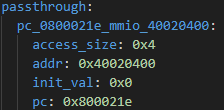 passthrough:
  pc_0800021e_mmio_40020400:
    access_size: 0x4
    addr: 0x40020400
    init_val: 0x0
    pc: 0x800021e